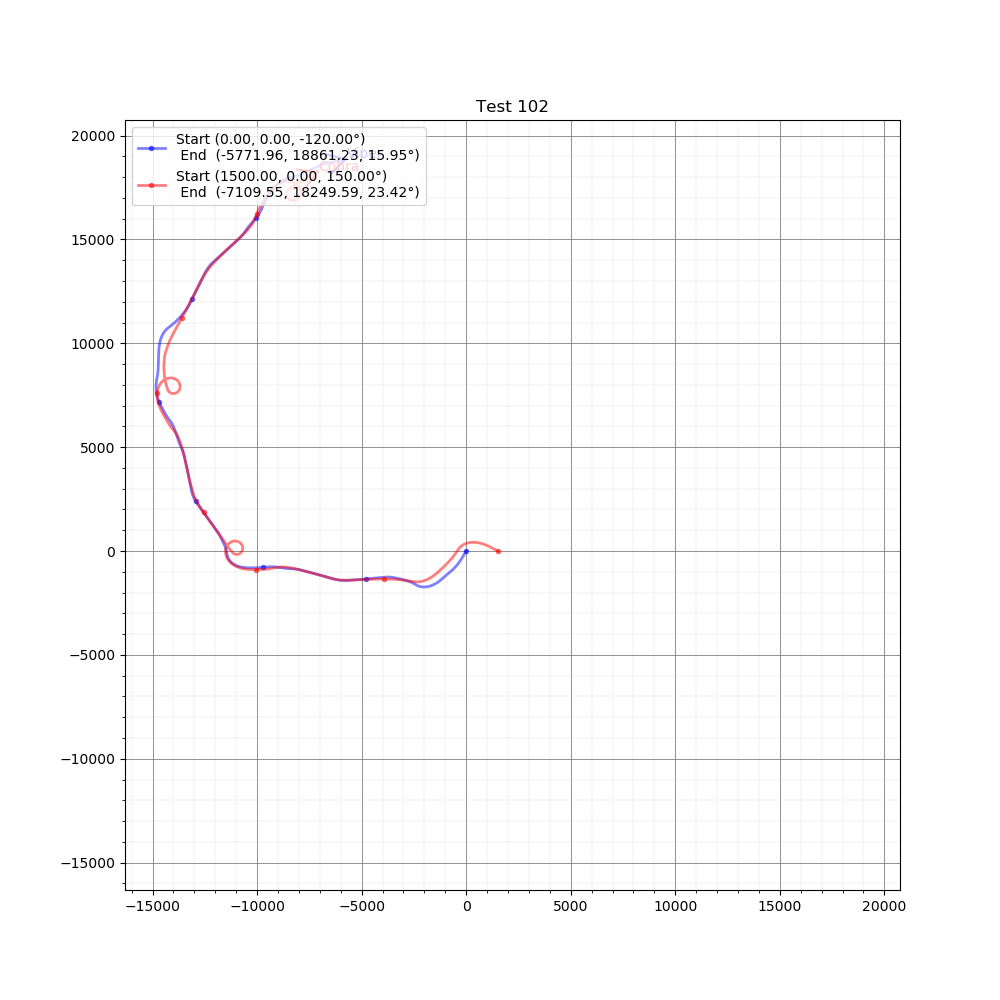 Test 102
Start (0.00, 0.00, -120.00°)
End (-5771.96, 18861.23, 15.95°)
Start (1500.00, 0.00, 150.00°)
End (-7109.55, 18249.59, 23.42°)
20000
15000
10000
5000
0
−5000
−10000
−15000
−15000 −10000 −5000 0 5000 10000 15000 20000